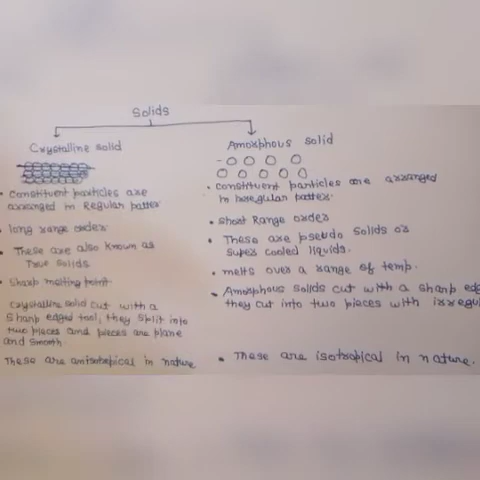 Solids
Crystalline solid
Constituent particles are
arranged in Regular patter
long range order
These are also known as
True solids
Sharp melting point
crystalline solid cut with a
sharp edged tool, they split into
two pieces and pieces are plane
and smooth.
These are anisotropical in nature
Amorphous solid
constituent particles are arranged
in irregular patter.
short Range order
These are pseudo solids or
super cooled liquids.
melts over a range of temp.
Amorphous solids cut with a sharp edg
they cut into two pieces with irregul
These are isotropical in nature.